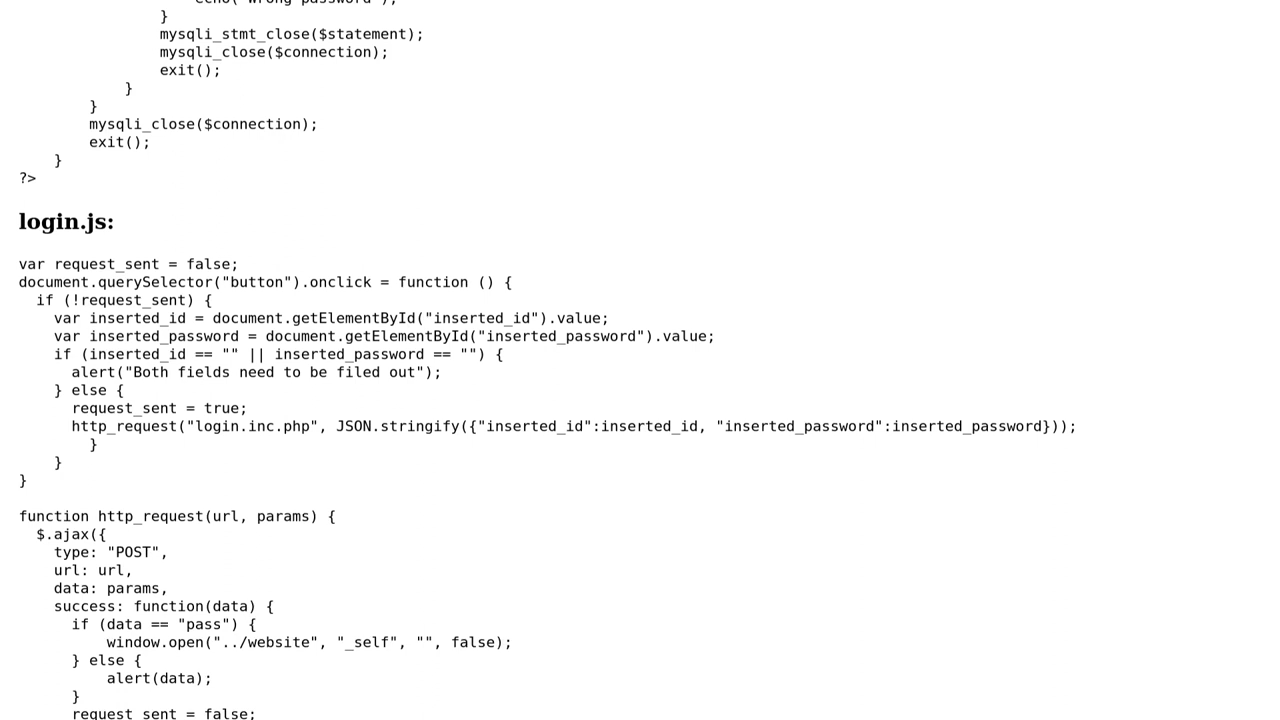 echo("Wrong password");
}
mysqli_stmt_close($statement);
mysqli_close($connection);
exit();
}
}
mysqli_close($connection);
exit();
}
?>
login.js:
var request_sent = false;
document.querySelector("button").onclick = function () {
if (!request_sent) {
var inserted_id = document.getElementById("inserted_id").value;
var inserted_password = document.getElementById("inserted_password").value;
if (inserted_id == "" || inserted_password == "") {
alert("Both fields need to be filed out");
} else {
request_sent = true;
http_request("login.inc.php", JSON.stringify({"inserted_id":inserted_id, "inserted_password":inserted_password}));
}
}
}
function http_request(url, params) {
$.ajax({
type: "POST",
url: url,
data: params,
success: function(data) {
if (data == "pass") {
window.open("../website", "_self", "", false);
} else {
alert(data);
}
request_sent = false;